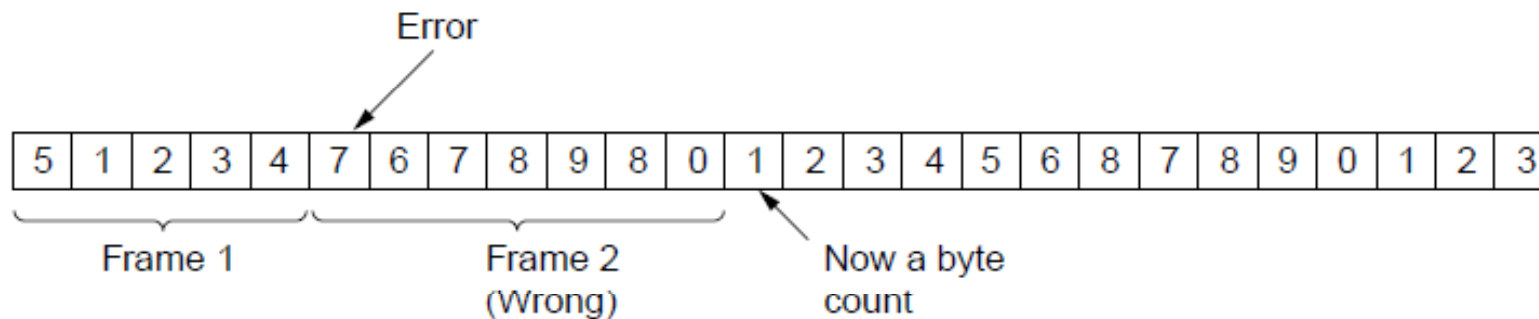 Error
5 1 2 3 4 7 6 7 8 9 8 0 1 2 3 4 5 6 8 7 8 9 0 1 2 3
Frame 1
Frame 2
(Wrong)
Now a byte
count